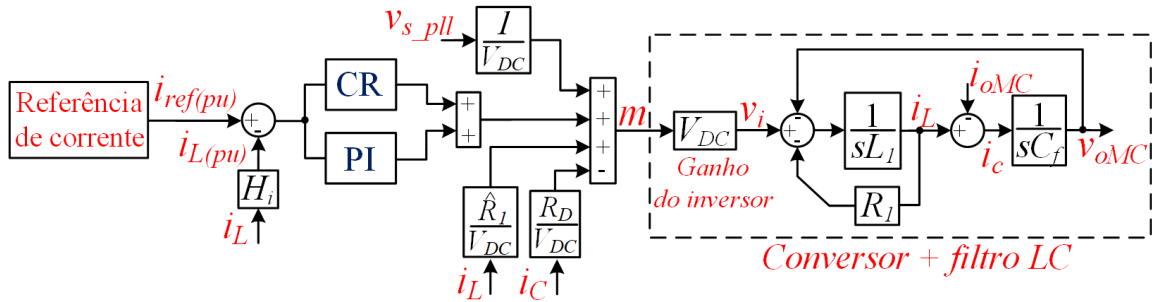 Referência
de corrente
i_ref(pu)
i_L(pu)
+
-
H_i
i_L
CR
PI
+
+
v_s_pll
1/V_DC
+
+
+
-
R̂_1/V_DC
i_L
R_D/V_DC
i_C
m
V_DC
Ganho
do inversor
v_i
+
-
-
1/sL_1
i_L
R_1
i_oMC
+
-
i_c
1/sC_f
v_oMC
Conversor + filtro LC